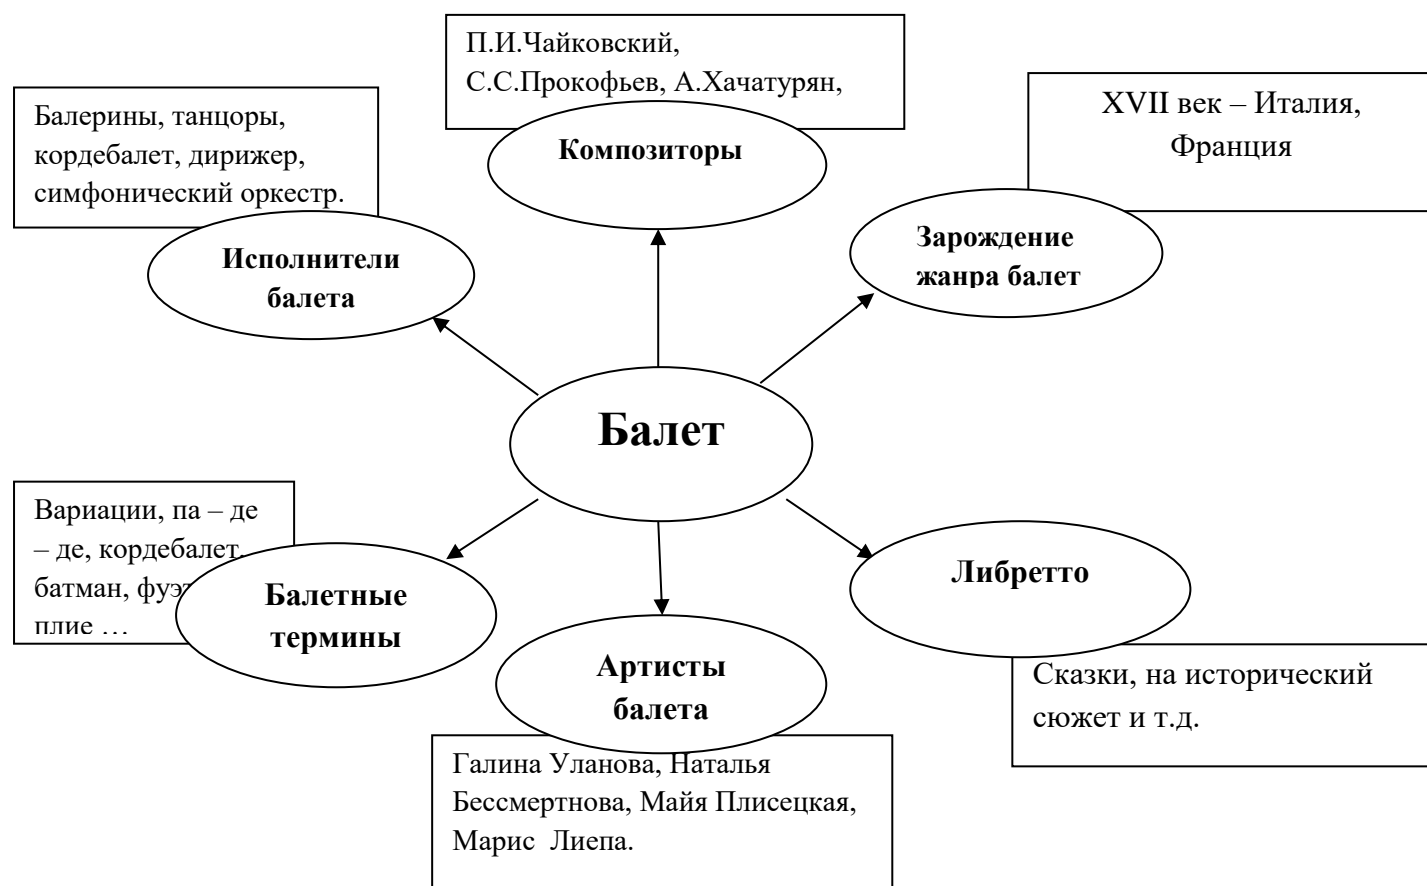 П.И.Чайковский,
С.С.Прокофьев, А.Хачатурян,
Композиторы
Балерины, танцоры,
кордебалет, дирижер,
симфонический оркестр.
Исполнители
балета
XVII век – Италия,
Франция
Зарождение
жанра балет
Балет
Вариации, па – де
– де, кордебалет,
батман,
плие …
Балетные
термины
Артисты
балета
Галина Уланова, Наталья
Бессмертнова, Майя Плисецкая,
Марис Лиепа.
Либретто
Сказки, на исторический
сюжет и т.д.